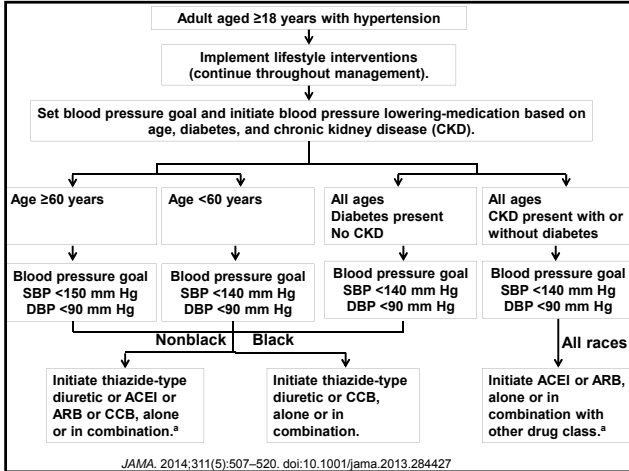 Adult aged ≥18 years with hypertension
Implement lifestyle interventions
(continue throughout management).
Set blood pressure goal and initiate blood pressure lowering-medication based on
age, diabetes, and chronic kidney disease (CKD).
Age ≥60 years
Age <60 years
All ages
Diabetes present
No CKD
All ages
CKD present with or
without diabetes
Blood pressure goal
SBP <150 mm Hg
DBP <90 mm Hg
Blood pressure goal
SBP <140 mm Hg
DBP <90 mm Hg
Blood pressure goal
SBP <140 mm Hg
DBP <90 mm Hg
Blood pressure goal
SBP <140 mm Hg
DBP <90 mm Hg
Nonblack
Black
All races
Initiate thiazide-type
diuretic or ACEI or
ARB or CCB, alone
or in combination.ª
Initiate thiazide-type
diuretic or CCB,
alone or in
combination.
Initiate ACEI or ARB,
alone or in
combination with
other drug class.ª
JAMA. 2014;311(5):507–520. doi:10.1001/jama.2013.284427